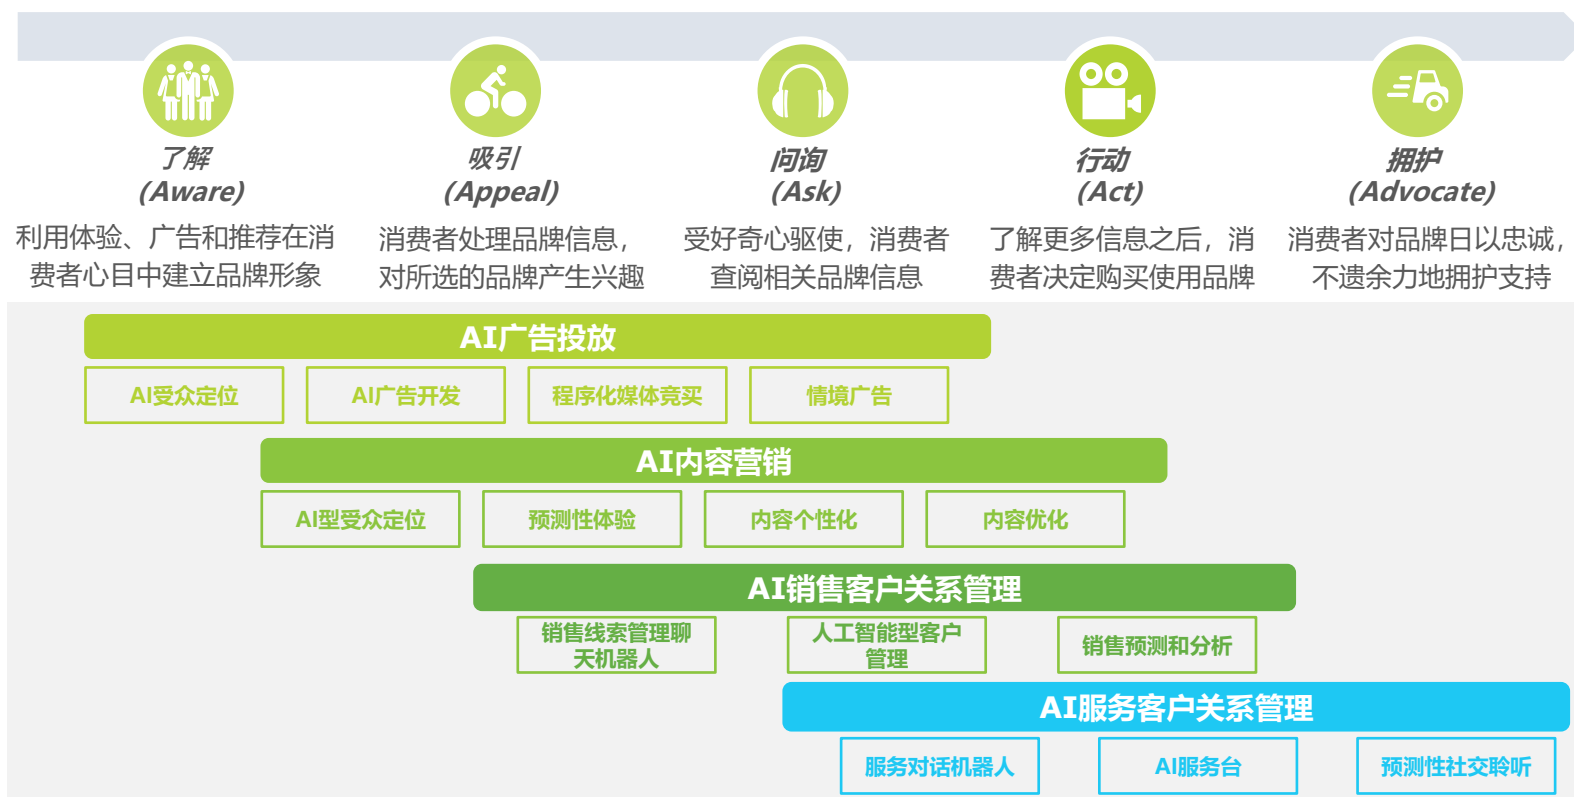 了解
(Aware)
利用体验、广告和推荐在消
费者心目中建立品牌形象
吸引
(Appeal)
消费者处理品牌信息，
对所选的品牌产生兴趣
问询
(Ask)
受好奇心驱使，消费者
查阅相关品牌信息
行动
(Act)
了解更多信息之后，消
费者决定购买使用品牌
拥护
(Advocate)
消费者对品牌日以忠诚，
不遗余力地拥护支持
AI广告投放
AI受众定位
AI广告开发
程序化媒体竞买
情境广告
AI内容营销
AI型受众定位
预测性体验
内容个性化
内容优化
AI销售客户关系管理
销售线索管理聊
天机器人
人工智能型客户
管理
销售预测和分析
AI服务客户关系管理
服务对话机器人
AI服务台
预测性社交聆听